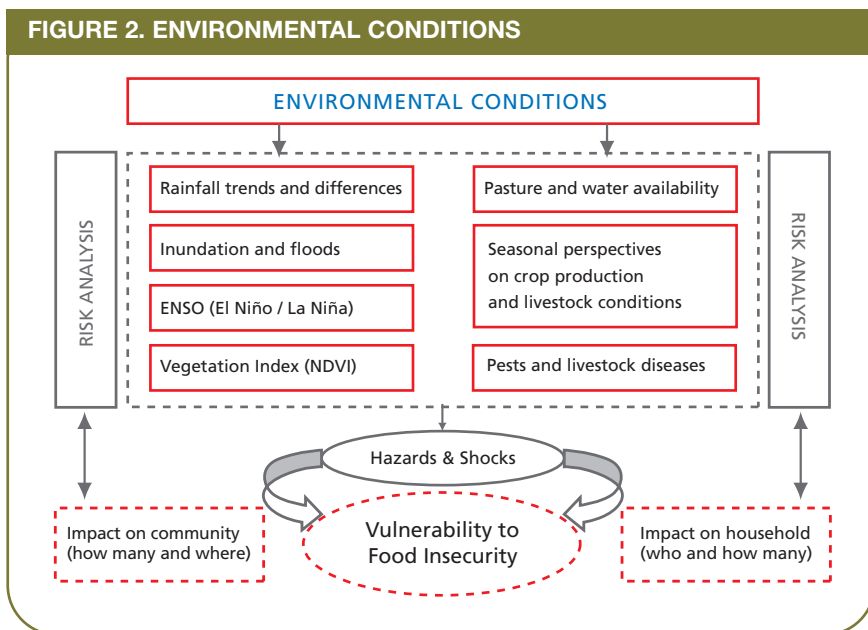 FIGURE 2. ENVIRONMENTAL CONDITIONS
ENVIRONMENTAL CONDITIONS
RISK ANALYSIS
Rainfall trends and differences
Inundation and floods
ENSO (El Niño / La Niña)
Vegetation Index (NDVI)
Pasture and water availability
Seasonal perspectives
on crop production
and livestock conditions
Pests and livestock diseases
RISK ANALYSIS
Hazards & Shocks
Impact on community
(how many and where)
Vulnerability to
Food Insecurity
Impact on household
(who and how many)